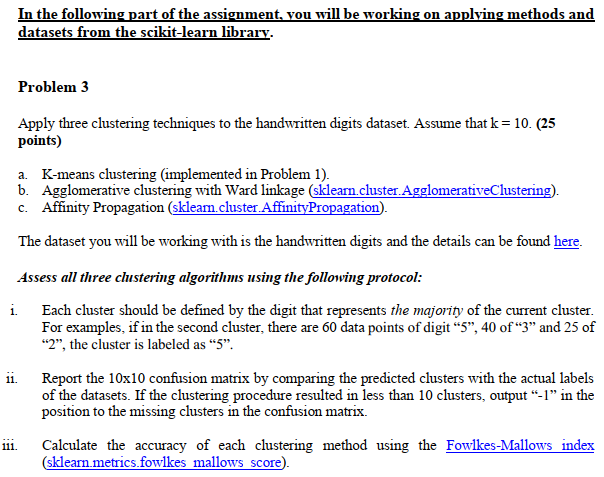 In the following part of the assignment, you will be working on applying methods and
datasets from the scikit-learn library.
Problem 3
Apply three clustering techniques to the handwritten digits dataset. Assume that k = 10. (25
points)
a. K-means clustering (implemented in Problem 1).
b. Agglomerative clustering with Ward linkage (sklearn.cluster.AgglomerativeClustering).
c. Affinity Propagation (sklearn.cluster.AffinityPropagation).
The dataset you will be working with is the handwritten digits and the details can be found here.
Assess all three clustering algorithms using the following protocol:
i. Each cluster should be defined by the digit that represents the majority of the current cluster.
For examples, if in the second cluster, there are 60 data points of digit “5”, 40 of “3” and 25 of
“2”, the cluster is labeled as “5”.
ii. Report the 10x10 confusion matrix by comparing the predicted clusters with the actual labels
of the datasets. If the clustering procedure resulted in less than 10 clusters, output “-1” in the
position to the missing clusters in the confusion matrix.
iii. Calculate the accuracy of each clustering method using the Fowlkes-Mallows index
(sklearn.metrics.fowlkes_mallows_score).